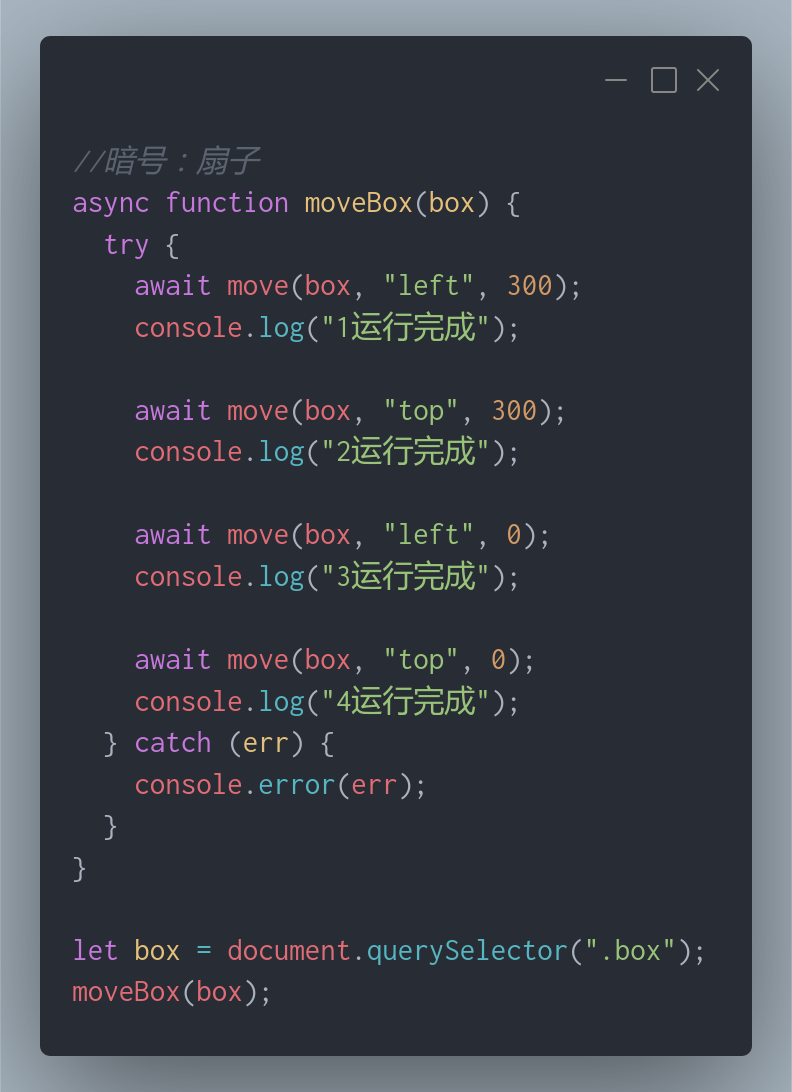 //暗号：扇子
async function moveBox(box) {
  try {
    await move(box, "left", 300);
    console.log("1运行完成");

    await move(box, "top", 300);
    console.log("2运行完成");

    await move(box, "left", 0);
    console.log("3运行完成");

    await move(box, "top", 0);
    console.log("4运行完成");
  } catch (err) {
    console.error(err);
  }
}

let box = document.querySelector(".box");
moveBox(box);